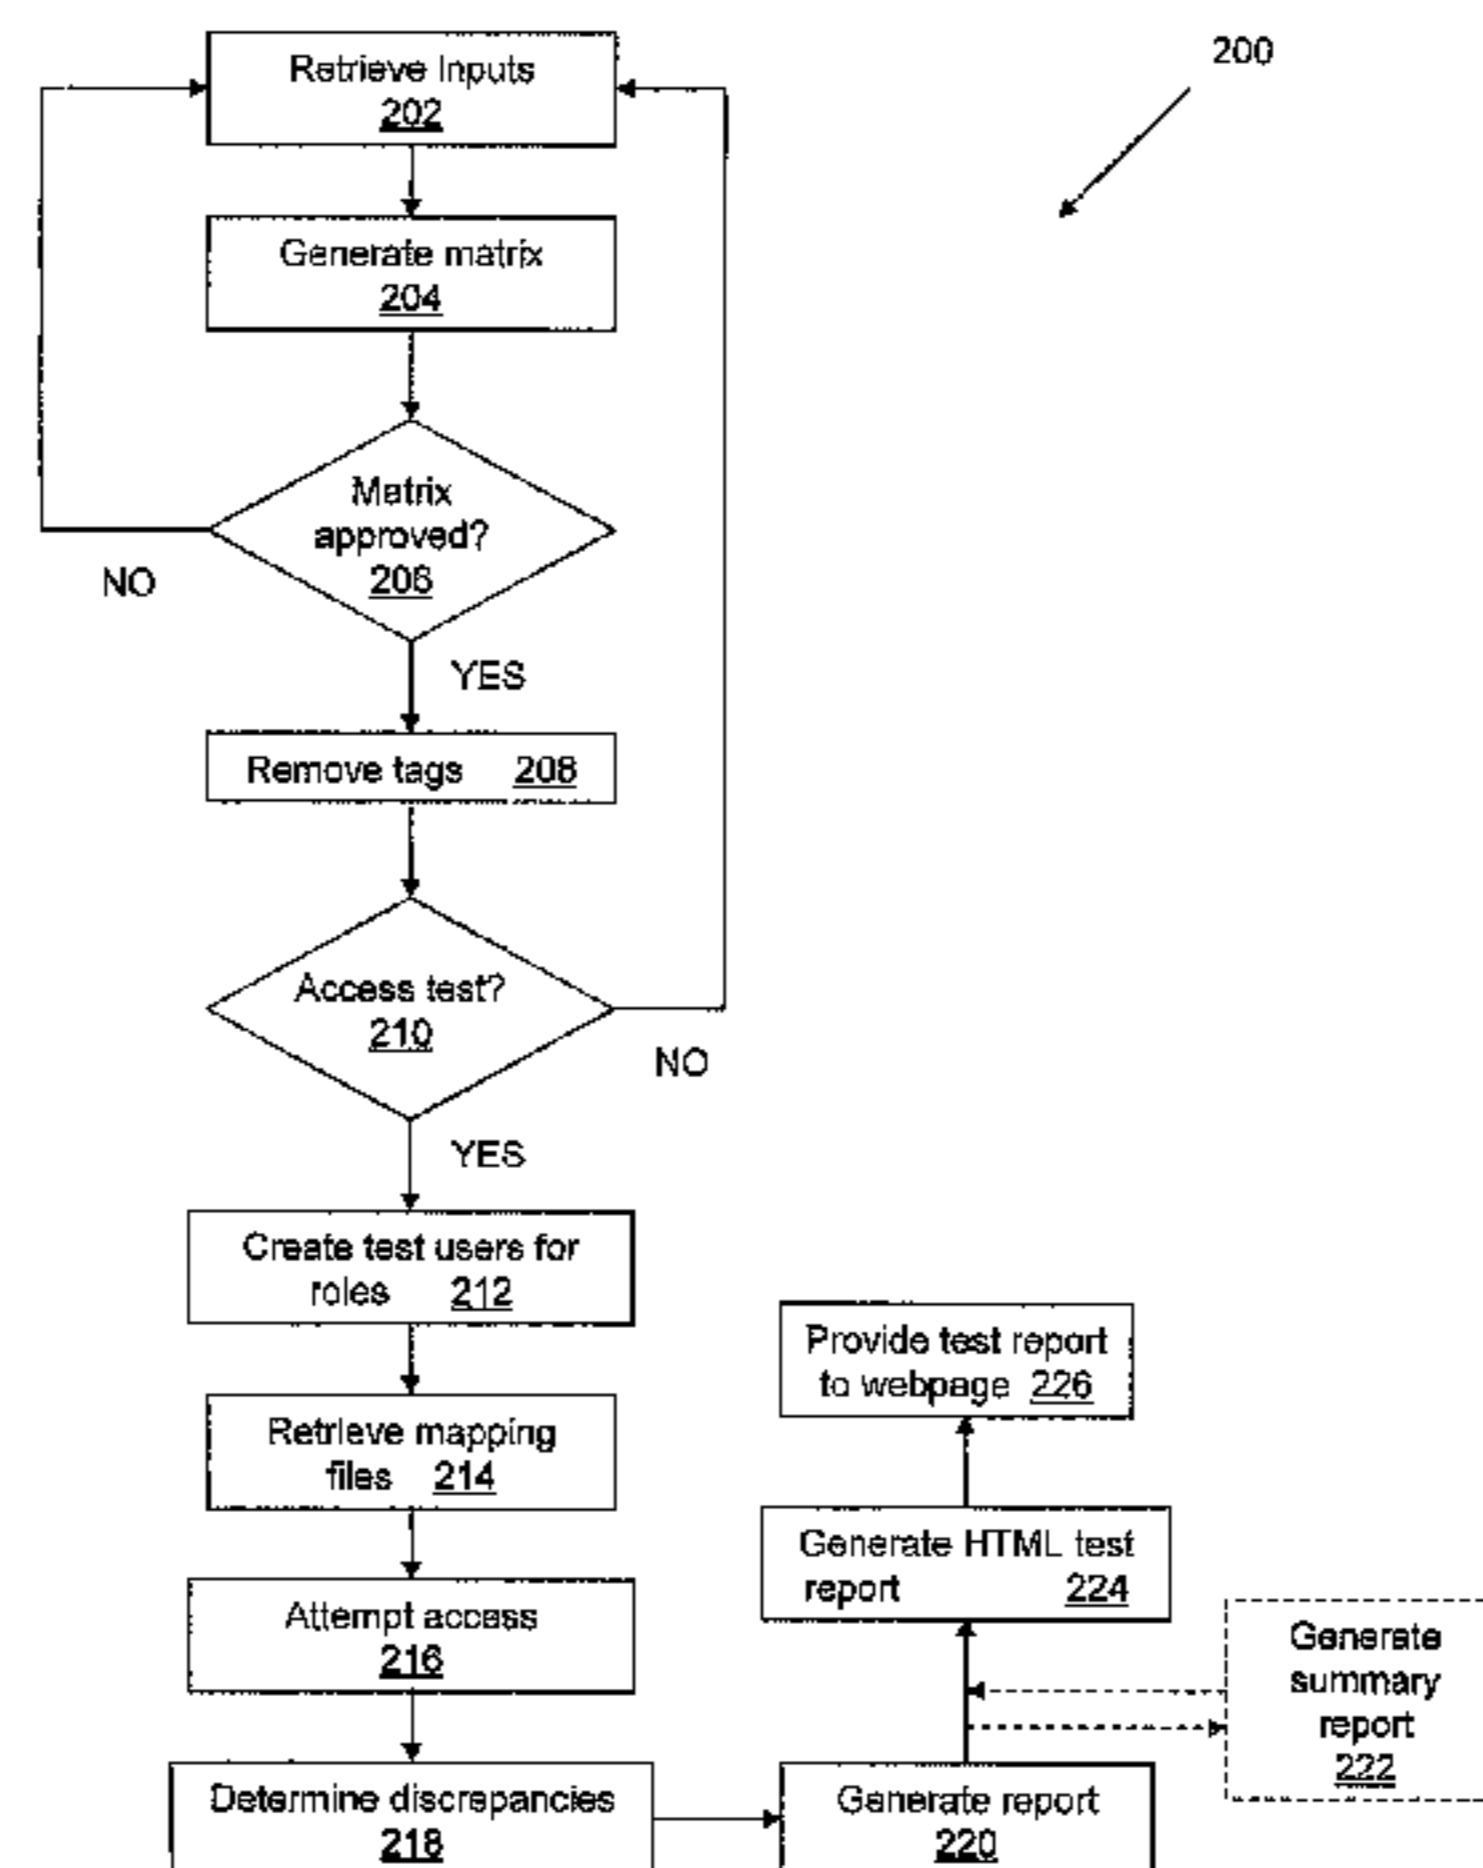 200
Retrieve Inputs
202
Generate matrix
204
Matrix
approved?
206
NO
YES
Remove tags 208
Access test?
210
NO
YES
Create test users for
roles 212
Retrieve mapping
files 214
Attempt access
216
Determine discrepancies
218
Generate report
220
Generate
summary
report
222
Generate HTML test
report 224
Provide test report
to webpage 226